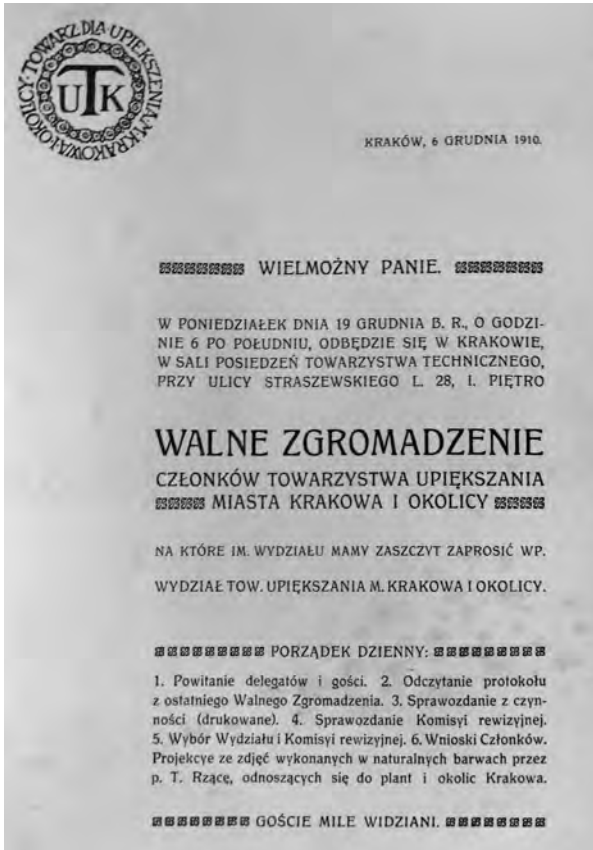 TOWARZ. DLA UPIĘKSZENIA M. KRAKOWA I OKOLICY
UTK
KRAKÓW, 6 GRUDNIA 1910.
WIELMOŻNY PANIE.
W PONIEDZIAŁEK DNIA 19 GRUDNIA B. R., O GODZI-
NIE 6 PO POŁUDNIU, ODBĘDZIE SIĘ W KRAKOWIE,
W SALI POSIEDZEŃ TOWARZYSTWA TECHNICZNEGO,
PRZY ULICY STRASZEWSKIEGO L. 28, I. PIĘTRO
WALNE ZGROMADZENIE
CZŁONKÓW TOWARZYSTWA UPIĘKSZANIA
MIASTA KRAKOWA I OKOLICY
NA KTÓRE IM. WYDZIAŁU MAMY ZASZCZYT ZAPROSIĆ WP.
WYDZIAŁ TOW. UPIĘKSZANIA M. KRAKOWA I OKOLICY.
PORZĄDEK DZIENNY:
1. Powitanie delegatów i gości. 2. Odczytanie protokołu
z ostatniego Walnego Zgromadzenia. 3. Sprawozdanie z czyn-
ności (drukowane). 4. Sprawozdanie Komisyi rewizyjnej.
5. Wybór Wydziału i Komisyi rewizyjnej. 6. Wnioski Członków.
Projekcye ze zdjęć wykonanych w naturalnych barwach przez
p. T. Rzącę, odnoszących się do plant i okolic Krakowa.
GOŚCIE MILE WIDZIANI.